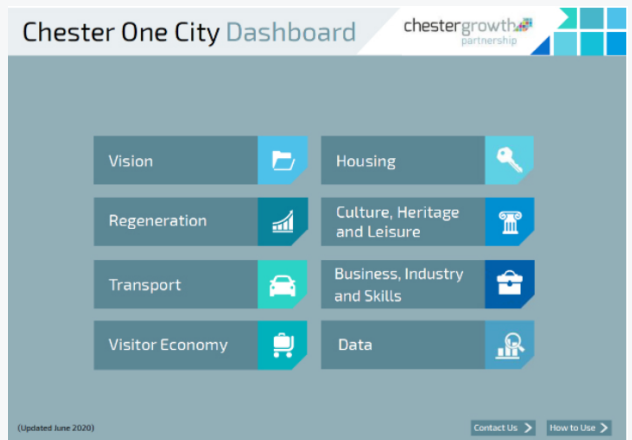 Chester One City Dashboard
chestergrowth
partnership
Vision
Housing
Regeneration
Culture, Heritage
and Leisure
Transport
Business, Industry
and Skills
Visitor Economy
Data
(Updated June 2020)
Contact Us
How to Use